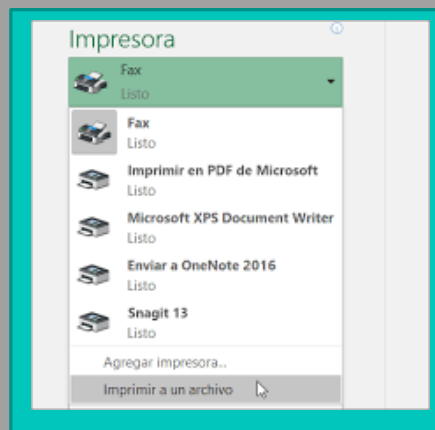 Impresora
Fax
Listo
Fax
Listo
Imprimir en PDF de Microsoft
Listo
Microsoft XPS Document Writer
Listo
Enviar a OneNote 2016
Listo
Snagit 13
Listo
Agregar impresora..
Imprimir a un archivo